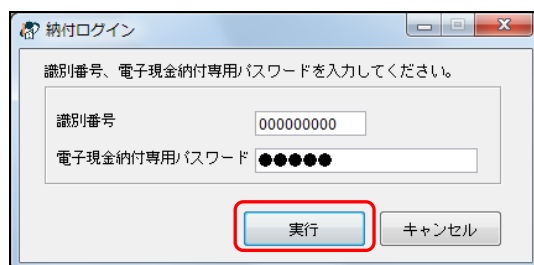 納付ログイン
識別番号、電子現金納付専用パスワードを入力してください。
識別番号 000000000
電子現金納付専用パスワード ●●●●●
実行 キャンセル